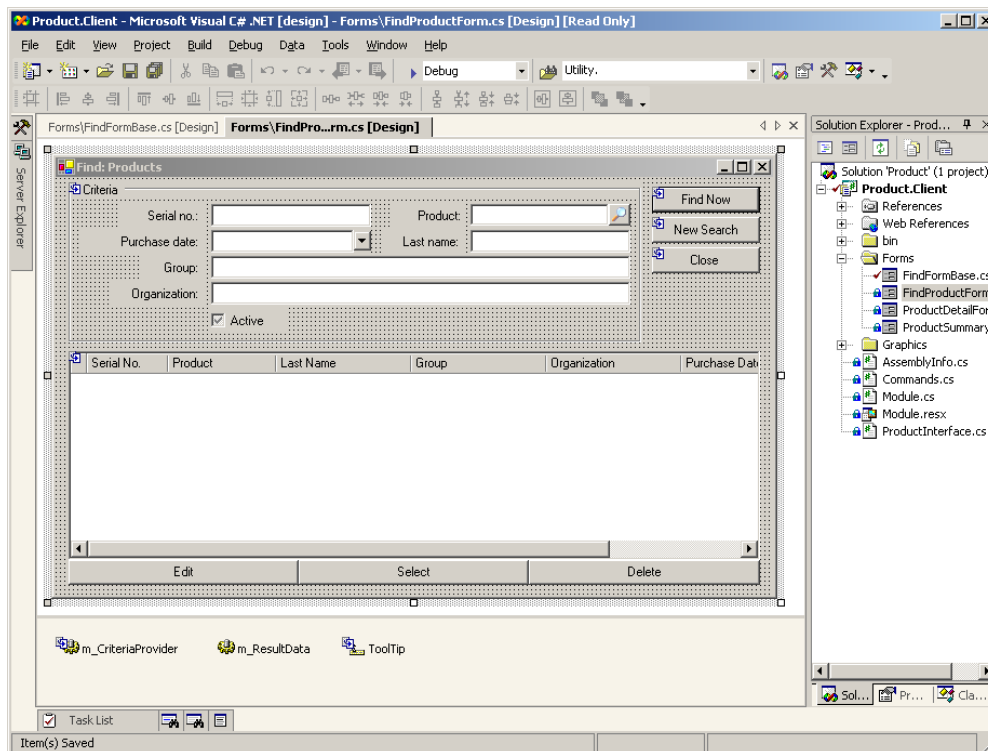 Product.Client - Microsoft Visual C# .NET [design] - Forms\FindProductForm.cs [Design] [Read Only]
File Edit View Project Build Debug Data Tools Window Help
Debug Utility.
Forms\FindFormBase.cs [Design] Forms\FindPro...rm.cs [Design]
Server Explorer
Find: Products
Criteria
Serial no.: Product: Find Now
Purchase date: Last name: New Search
Group: Close
Organization:
Active
Serial No. Product Last Name Group Organization Purchase Dat
Edit Select Delete
m_CriteriaProvider m_ResultData ToolTip
Solution Explorer - Prod...
Solution 'Product' (1 project)
Product.Client
References
Web References
bin
Forms
FindFormBase.cs
FindProductForm
ProductDetailFor
ProductSummary
Graphics
AssemblyInfo.cs
Commands.cs
Module.cs
Module.resx
ProductInterface.cs
Sol... Pr... Cla...
Task List
Item(s) Saved